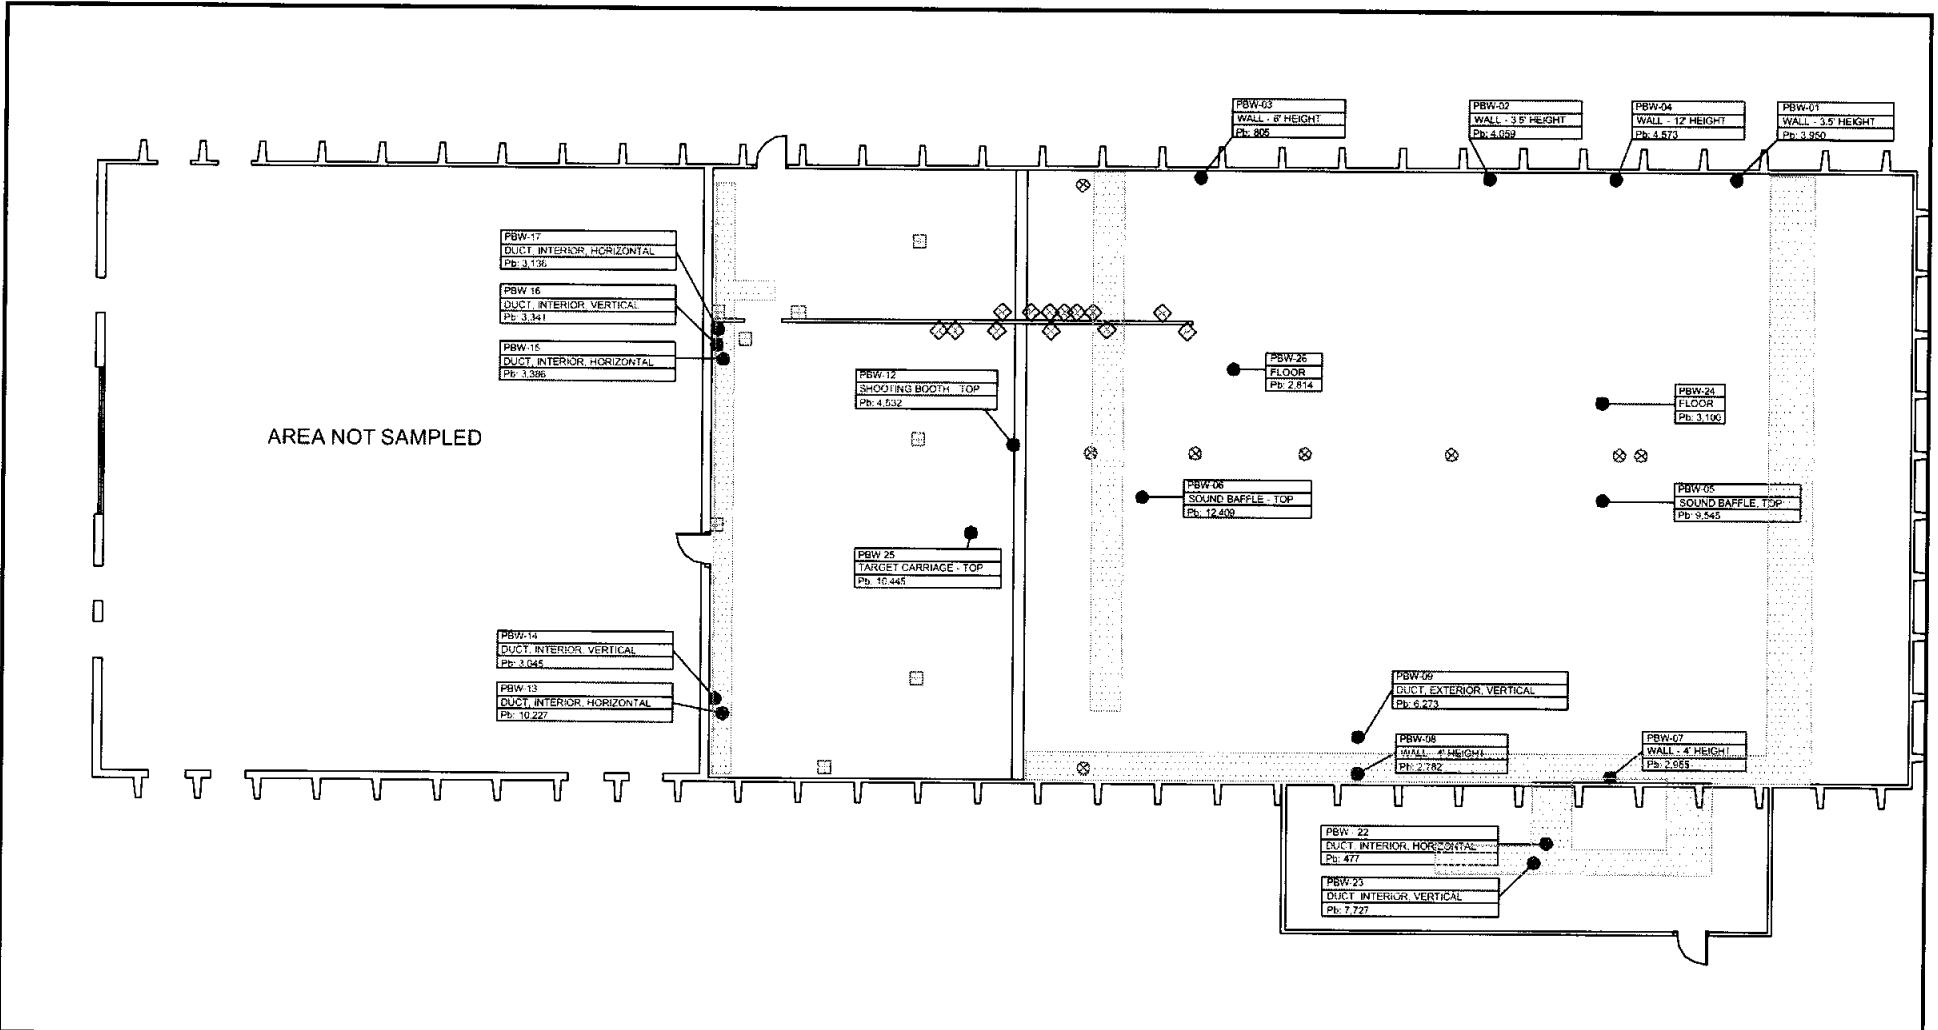 PBW-03
WALL - 6' HEIGHT
Pb: 805
PBW-02
WALL - 3.5' HEIGHT
Pb: 4,059
PBW-04
WALL - 12' HEIGHT
Pb: 4,573
PBW-01
WALL - 3.5' HEIGHT
Pb: 3,950
PBW-17
DUCT, INTERIOR, HORIZONTAL
Pb: 3,136
PBW 16
DUCT, INTERIOR, VERTICAL
Pb: 3,341
PBW-15
DUCT, INTERIOR, HORIZONTAL
Pb: 3,386
PBW-12
SHOOTING BOOTH - TOP
Pb: 4,532
PBW-26
FLOOR
Pb: 2,814
PBW-24
FLOOR
Pb: 3,100
AREA NOT SAMPLED
PBW-06
SOUND BAFFLE - TOP
Pb: 12,409
PBW-05
SOUND BAFFLE, TOP
Pb: 9,545
PBW 25
TARGET CARRIAGE - TOP
Pb: 10,445
PBW-14
DUCT, INTERIOR, VERTICAL
Pb: 3,045
PBW-13
DUCT, INTERIOR, HORIZONTAL
Pb: 10,227
PBW-09
DUCT, EXTERIOR, VERTICAL
Pb: 6,273
PBW-08
WALL - 4' HEIGHT
Pb: 2,782
PBW-07
WALL - 4' HEIGHT
Pb: 2,955
PBW - 22
DUCT, INTERIOR, HORIZONTAL
Pb: 477
PBW-23
DUCT, INTERIOR, VERTICAL
Pb: 7,727